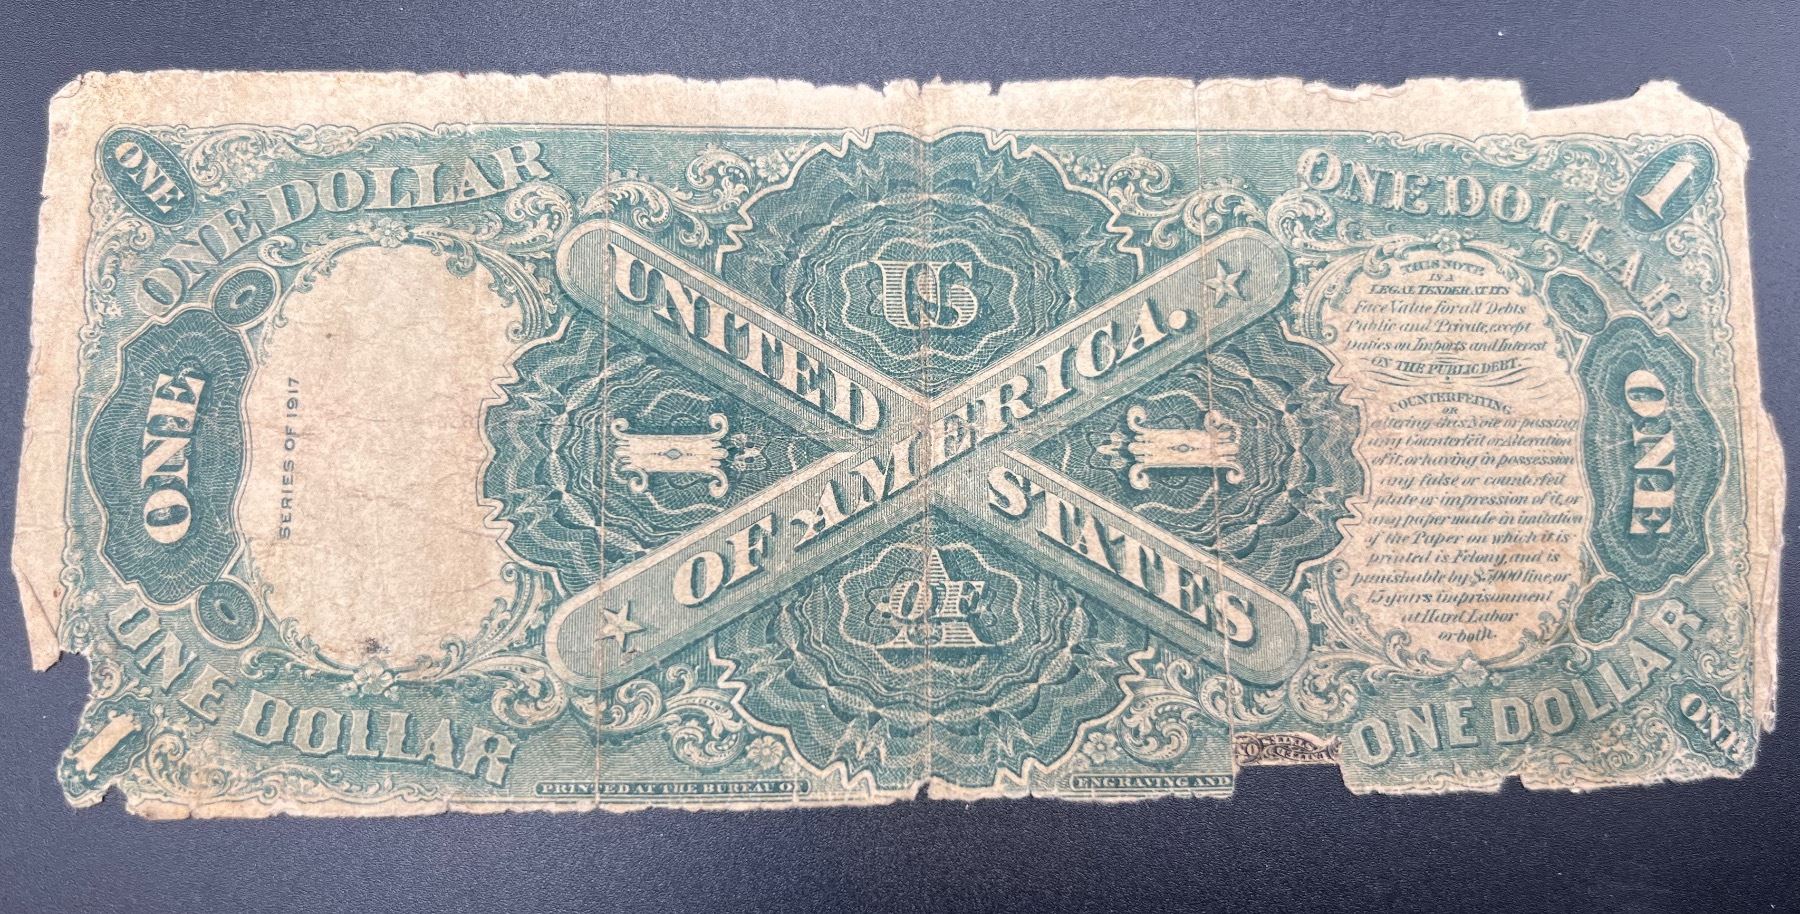 ONE
ONE DOLLAR
ONE DOLLAR
1
US
UNITED
STATES
OF AMERICA.
ONE
SERIES OF 1917
1
1
ONE
THIS NOTE
IS A
LEGAL TENDER AT ITS
Face Value for all Debts
Public and Private, except
Duties on Imports and Interest
ON THE PUBLIC DEBT.
COUNTERFEITING
OR
altering this Note or passing
any Counterfeit or Alteration
of it, or having in possession
any false or counterfeit
plate or impression of it, or
any paper made in imitation
of the Paper on which it is
printed is Felony, and is
punishable by $5000 fine, or
15 years imprisonment
at Hard Labor
or both.
OF
A
1
ONE DOLLAR
ONE DOLLAR
ONE
PRINTED AT THE BUREAU OF
ENGRAVING AND